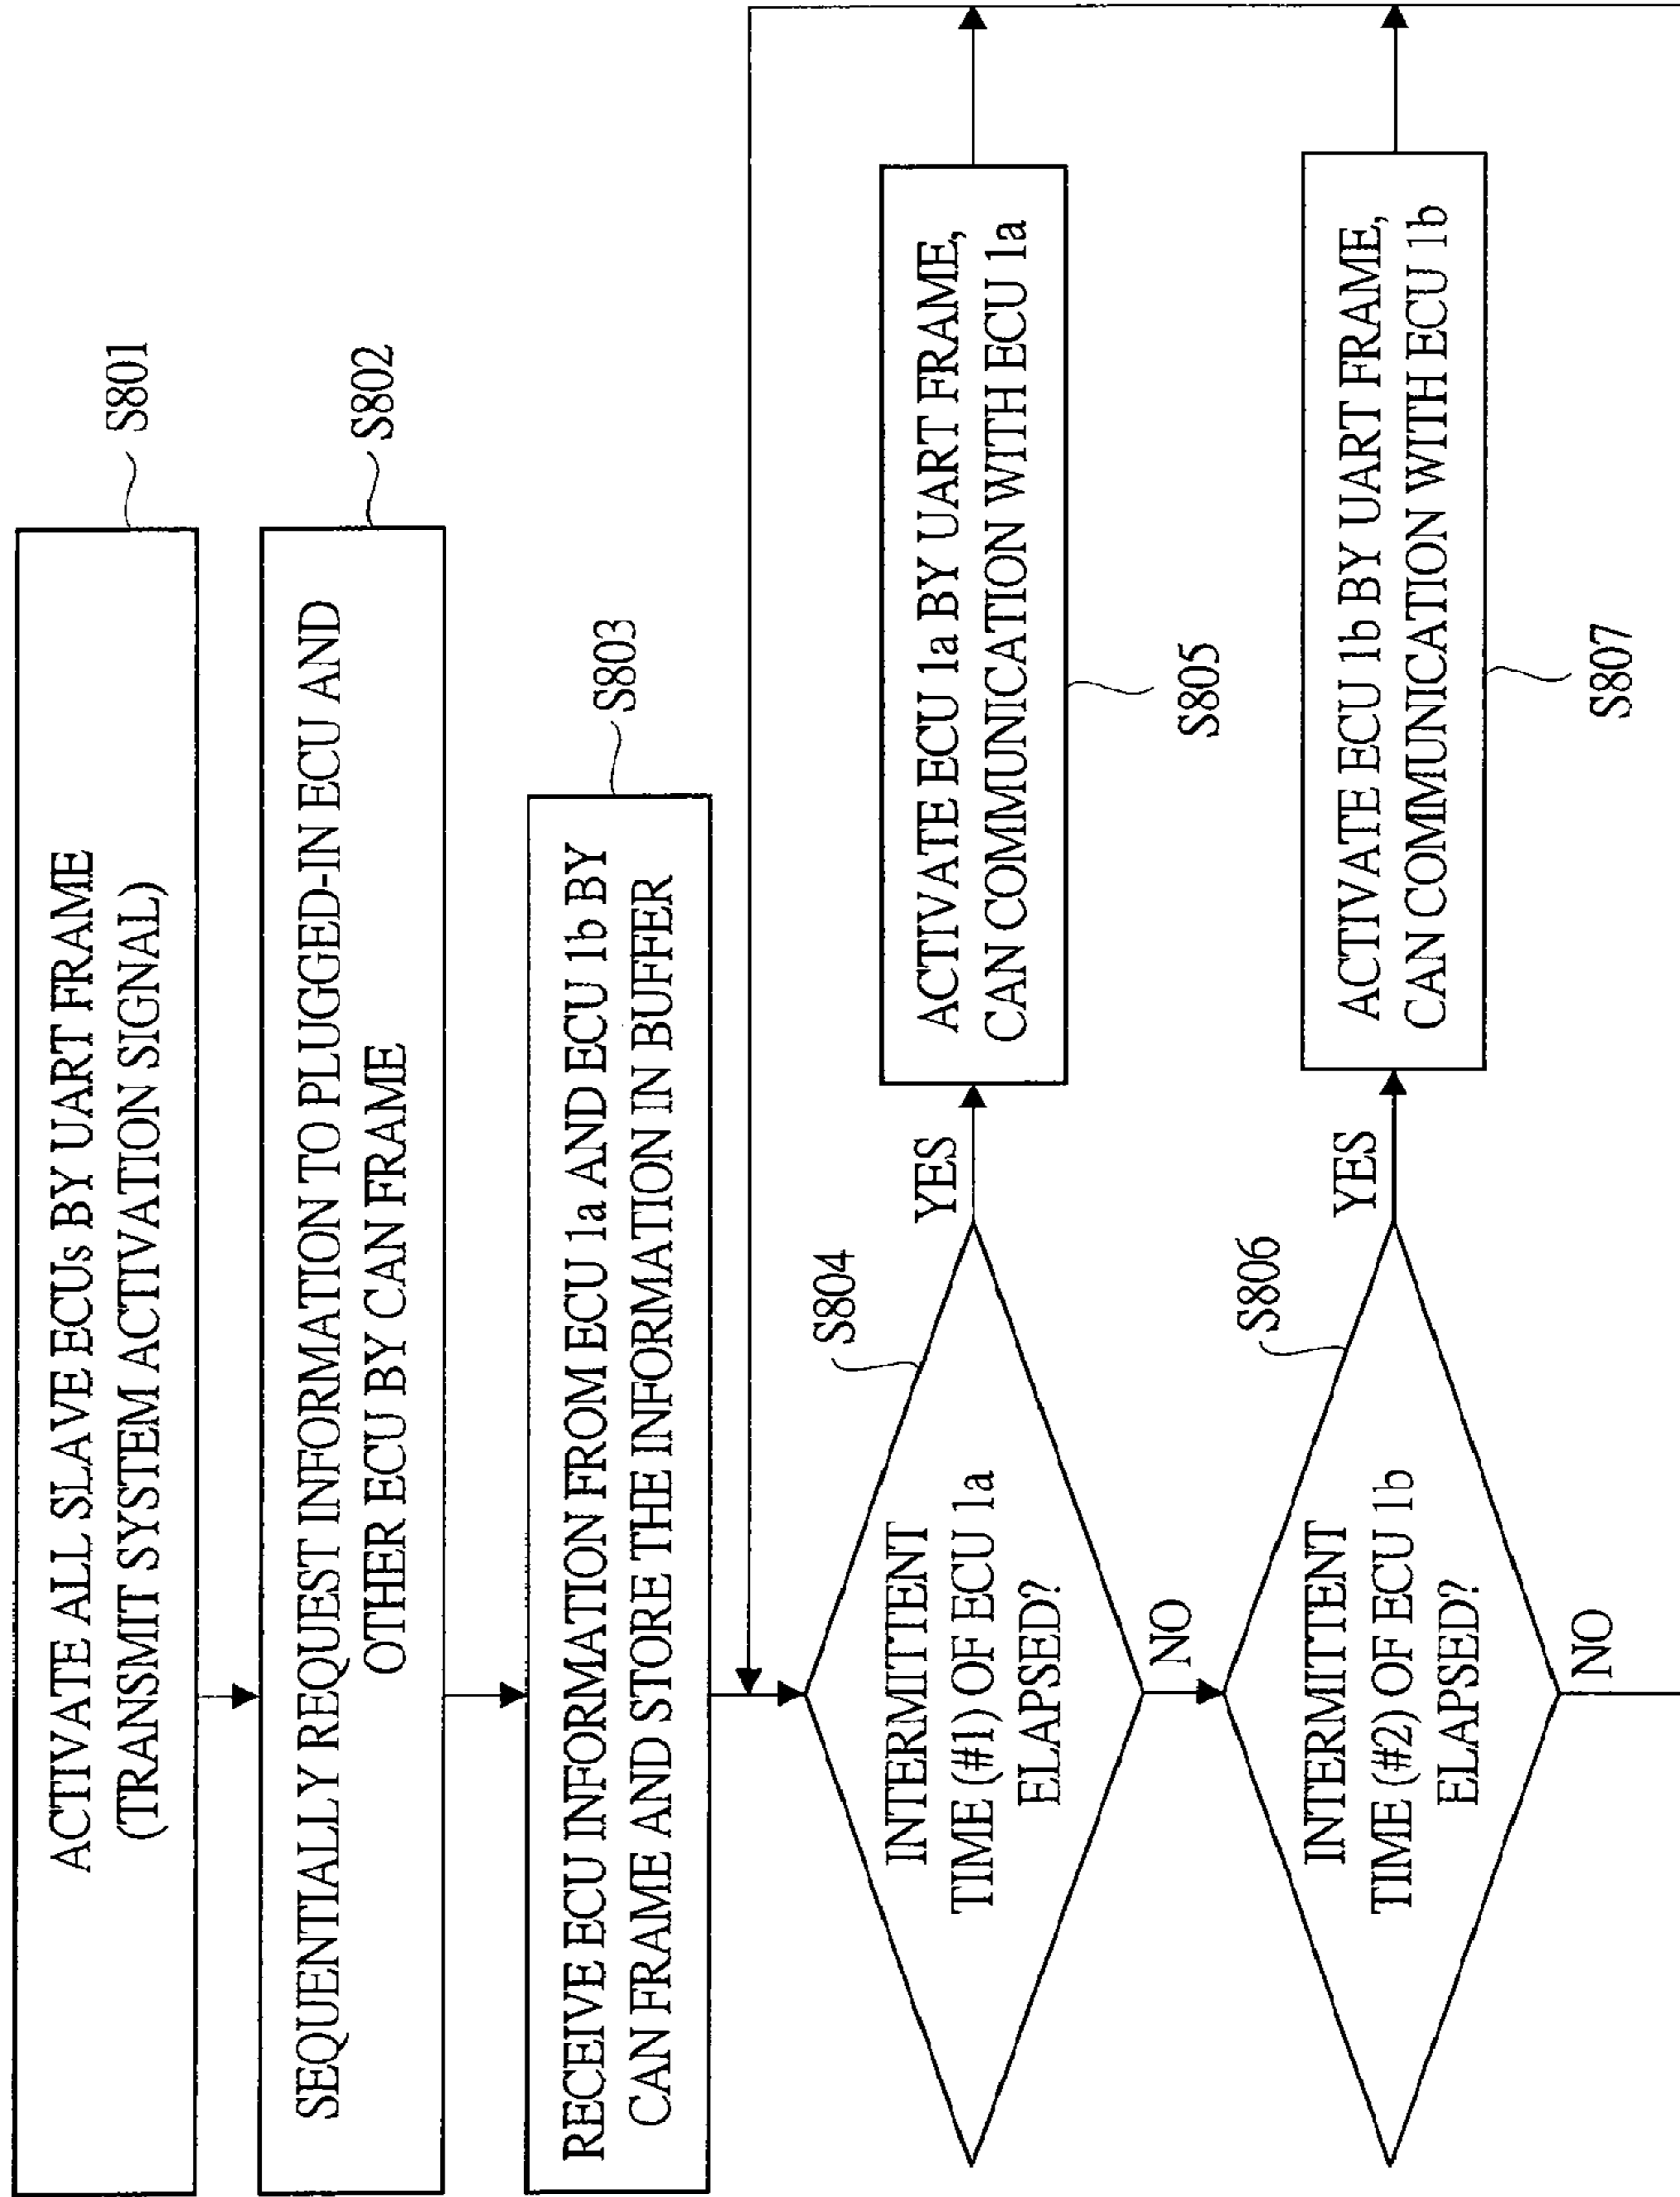 ACTIVATE ALL SLAVE ECUs BY UART FRAME
(TRANSMIT SYSTEM ACTIVATION SIGNAL)
S801
SEQUENTIALLY REQUEST INFORMATION TO PLUGGED-IN ECU AND
OTHER ECU BY CAN FRAME
S802
RECEIVE ECU INFORMATION FROM ECU 1a AND ECU 1b BY
CAN FRAME AND STORE THE INFORMATION IN BUFFER
S803
INTERMITTENT
TIME (#1) OF ECU 1a
ELAPSED?
S804
YES
NO
ACTIVATE ECU 1a BY UART FRAME,
CAN COMMUNICATION WITH ECU 1a
S805
INTERMITTENT
TIME (#2) OF ECU 1b
ELAPSED?
S806
YES
NO
ACTIVATE ECU 1b BY UART FRAME,
CAN COMMUNICATION WITH ECU 1b
S807